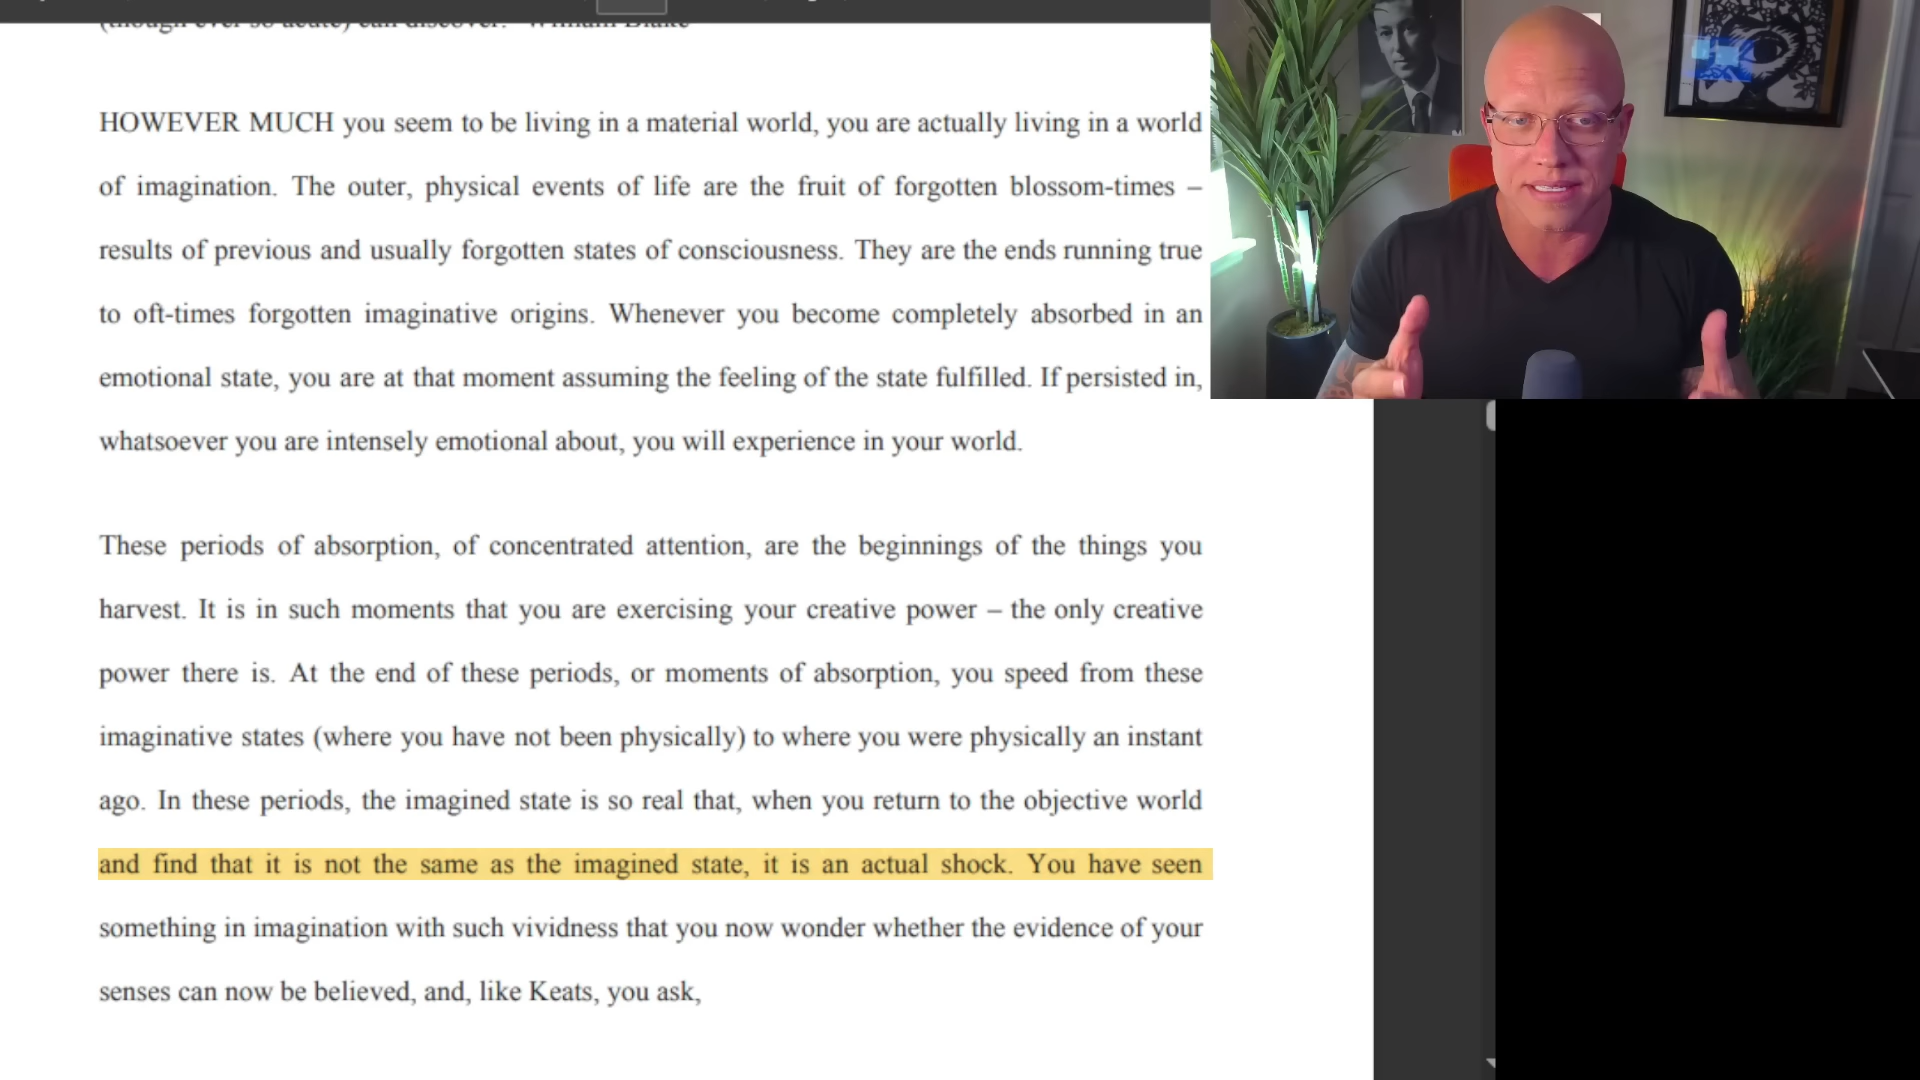 (though ever so acute) can discover." William Blake
HOWEVER MUCH you seem to be living in a material world, you are actually living in a world
of imagination. The outer, physical events of life are the fruit of forgotten blossom-times –
results of previous and usually forgotten states of consciousness. They are the ends running true
to oft-times forgotten imaginative origins. Whenever you become completely absorbed in an
emotional state, you are at that moment assuming the feeling of the state fulfilled. If persisted in,
whatsoever you are intensely emotional about, you will experience in your world.
These periods of absorption, of concentrated attention, are the beginnings of the things you
harvest. It is in such moments that you are exercising your creative power – the only creative
power there is. At the end of these periods, or moments of absorption, you speed from these
imaginative states (where you have not been physically) to where you were physically an instant
ago. In these periods, the imagined state is so real that, when you return to the objective world
and find that it is not the same as the imagined state, it is an actual shock. You have seen
something in imagination with such vividness that you now wonder whether the evidence of your
senses can now be believed, and, like Keats, you ask,